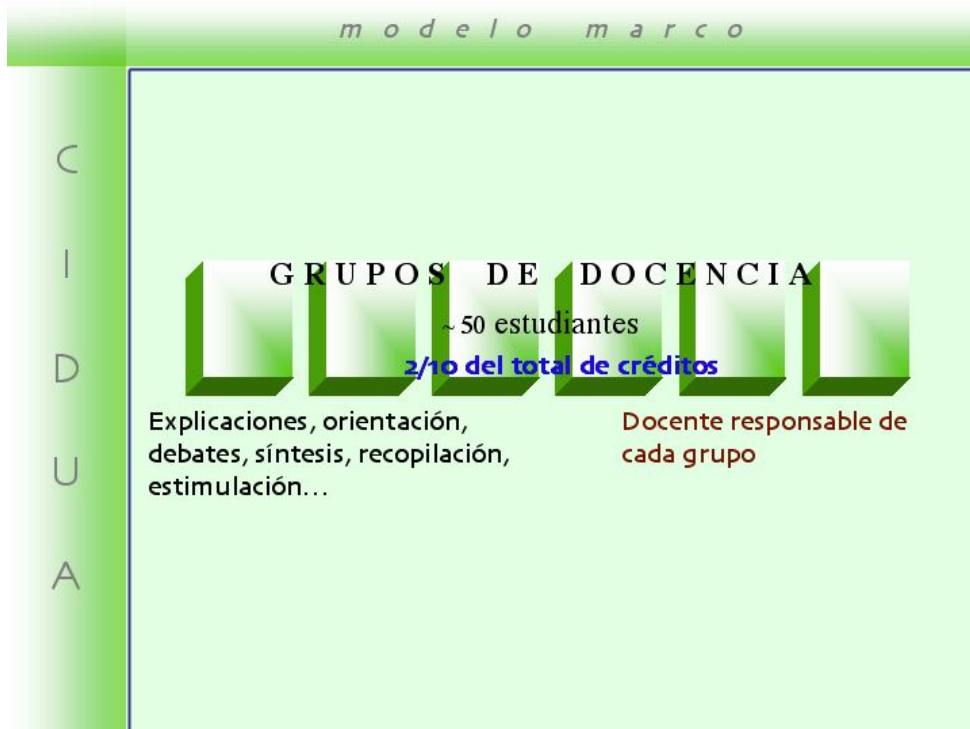 modelo marco
C
I
D
U
A
GRUPOS DE DOCENCIA
~ 50 estudiantes
2/10 del total de créditos
Explicaciones, orientación,
debates, síntesis, recopilación,
estimulación…
Docente responsable de
cada grupo